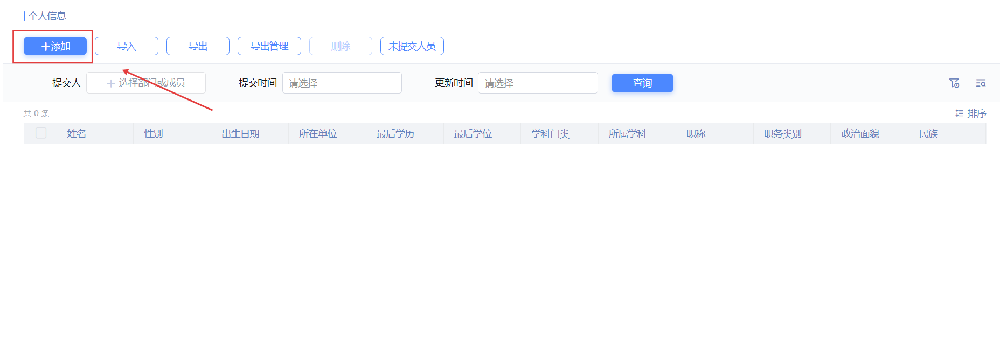 个人信息
添加 导入 导出 导出管理 删除 未提交人员
提交人 选择部门或成员 提交时间 请选择 更新时间 请选择 查询
共 0 条 排序
姓名 性别 出生日期 所在单位 最后学历 最后学位 学科门类 所属学科 职称 职务类别 政治面貌 民族